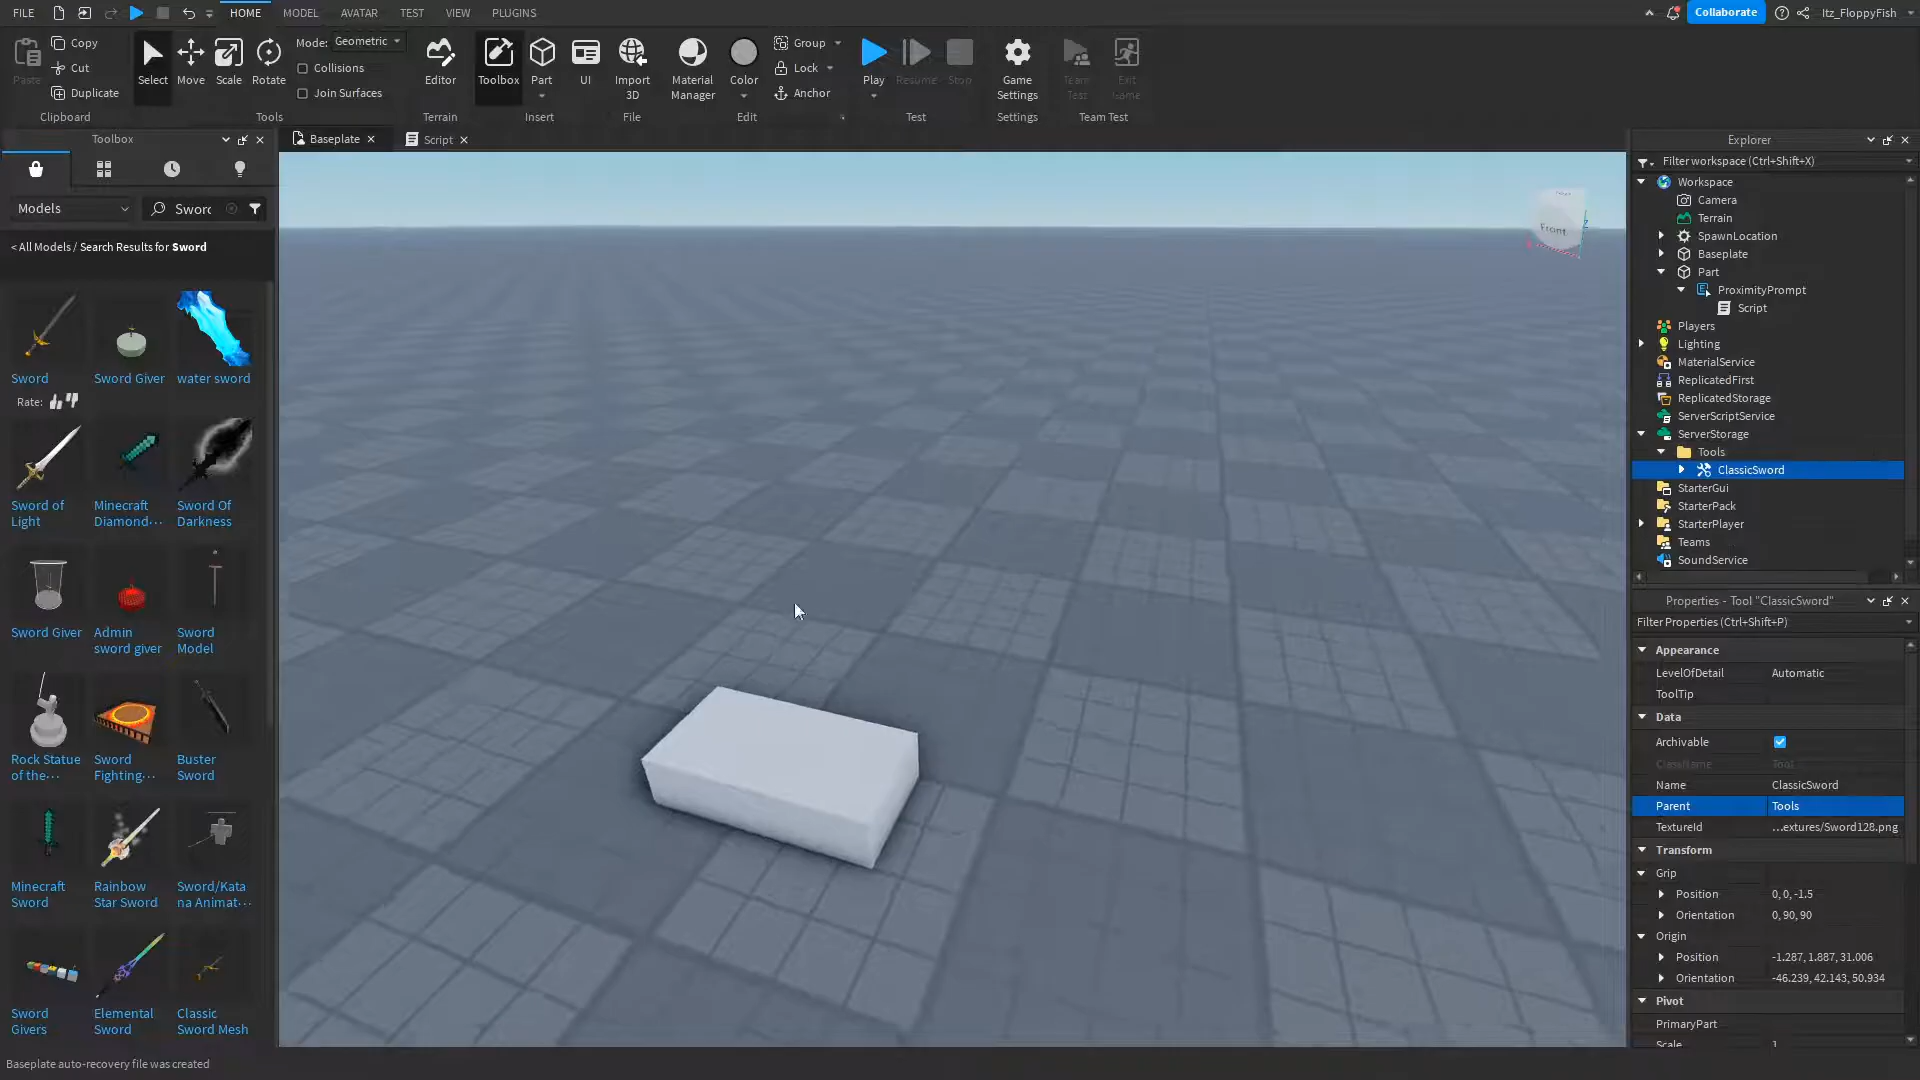 FILE HOME MODEL AVATAR TEST VIEW PLUGINS Collaborate Itz_FloppyFish
Copy
Cut
Duplicate
Paste
Clipboard
Select Move Scale Rotate
Mode: Geometric
Collisions
Join Surfaces
Tools
Editor
Terrain
Toolbox Part UI
Insert
Import
3D
File
Material
Manager
Color
Group
Lock
Anchor
Edit
Play Resume Stop
Test
Game
Settings
Settings
Team
Test
Exit
Game
Team Test
Toolbox
Baseplate
Script
Models
Sword
< All Models / Search Results for Sword
Sword Sword Giver water sword
Rate:
Sword of
Light
Minecraft
Diamond···
Sword Of
Darkness
Sword Giver
Admin
sword giver
Sword
Model
Rock Statue
of the···
Sword
Fighting···
Buster
Sword
Minecraft
Sword
Rainbow
Star Sword
Sword/Kata
na Animat···
Sword
Givers
Elemental
Sword
Classic
Sword Mesh
Baseplate auto-recovery file was created
Front
Explorer
Filter workspace (Ctrl+Shift+X)
Workspace
Camera
Terrain
SpawnLocation
Baseplate
Part
ProximityPrompt
Script
Players
Lighting
MaterialService
ReplicatedFirst
ReplicatedStorage
ServerScriptService
ServerStorage
Tools
ClassicSword
StarterGui
StarterPack
StarterPlayer
Teams
SoundService
Properties - Tool "ClassicSword"
Filter Properties (Ctrl+Shift+P)
Appearance
LevelOfDetail Automatic
ToolTip
Data
Archivable
ClassName Tool
Name ClassicSword
Parent Tools
TextureId ...extures/Sword128.png
Transform
Grip
Position 0, 0, -1.5
Orientation 0, 90, 90
Origin
Position -1.287, 1.887, 31.006
Orientation -46.239, 42.143, 50.934
Pivot
PrimaryPart
Scale 1